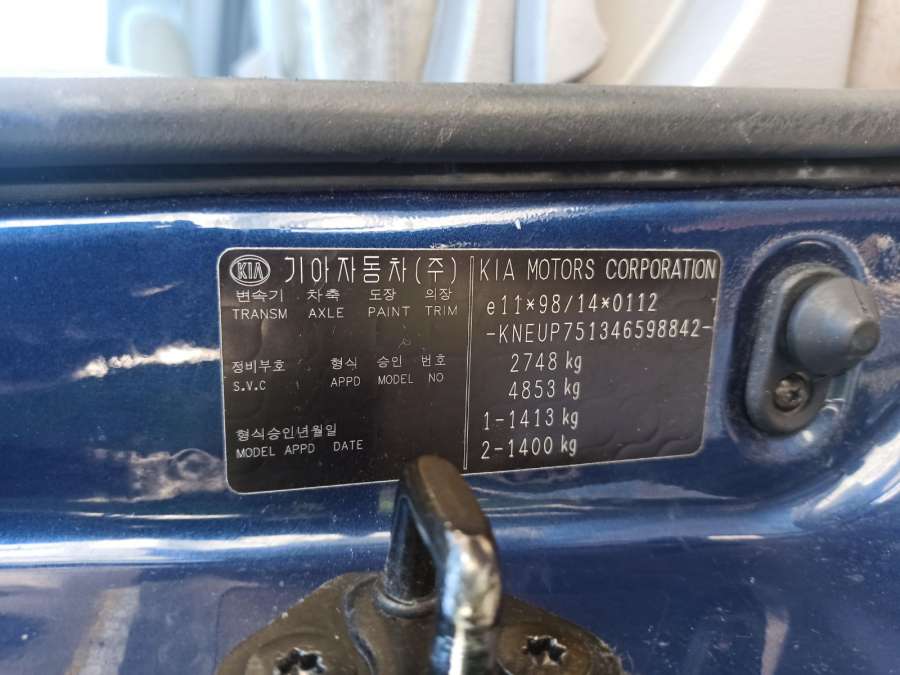 KIA 기아자동차(주)
변속기 차축 도장 의장
TRANSM AXLE PAINT TRIM
정비부호 형식 승인 번호
S.V.C APPD MODEL NO
형식승인년월일
MODEL APPD DATE
KIA MOTORS CORPORATION
e11*98/14*0112
-KNEUP751346598842-
2748 kg
4853 kg
1-1413 kg
2-1400 kg